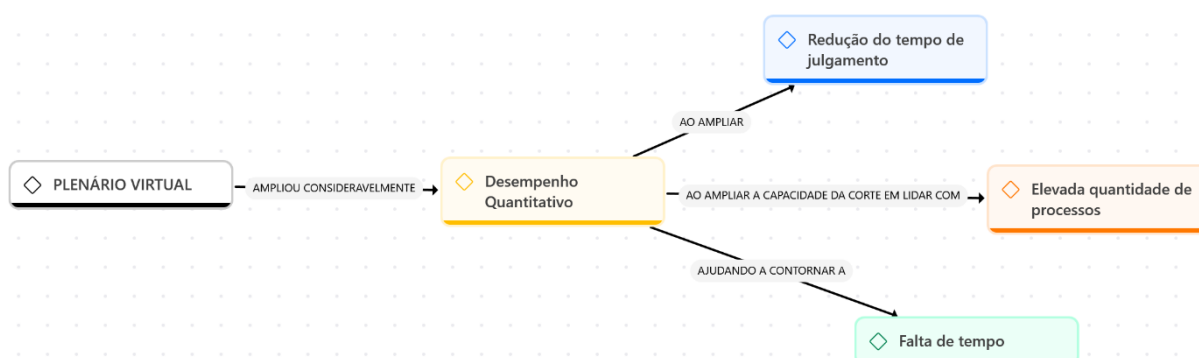 Redução do tempo de
julgamento
AO AMPLIAR
PLENÁRIO VIRTUAL
AMPLIOU CONSIDERAVELMENTE
Desempenho
Quantitativo
AO AMPLIAR A CAPACIDADE DA CORTE EM LIDAR COM
Elevada quantidade de
processos
AJUDANDO A CONTORNAR A
Falta de tempo